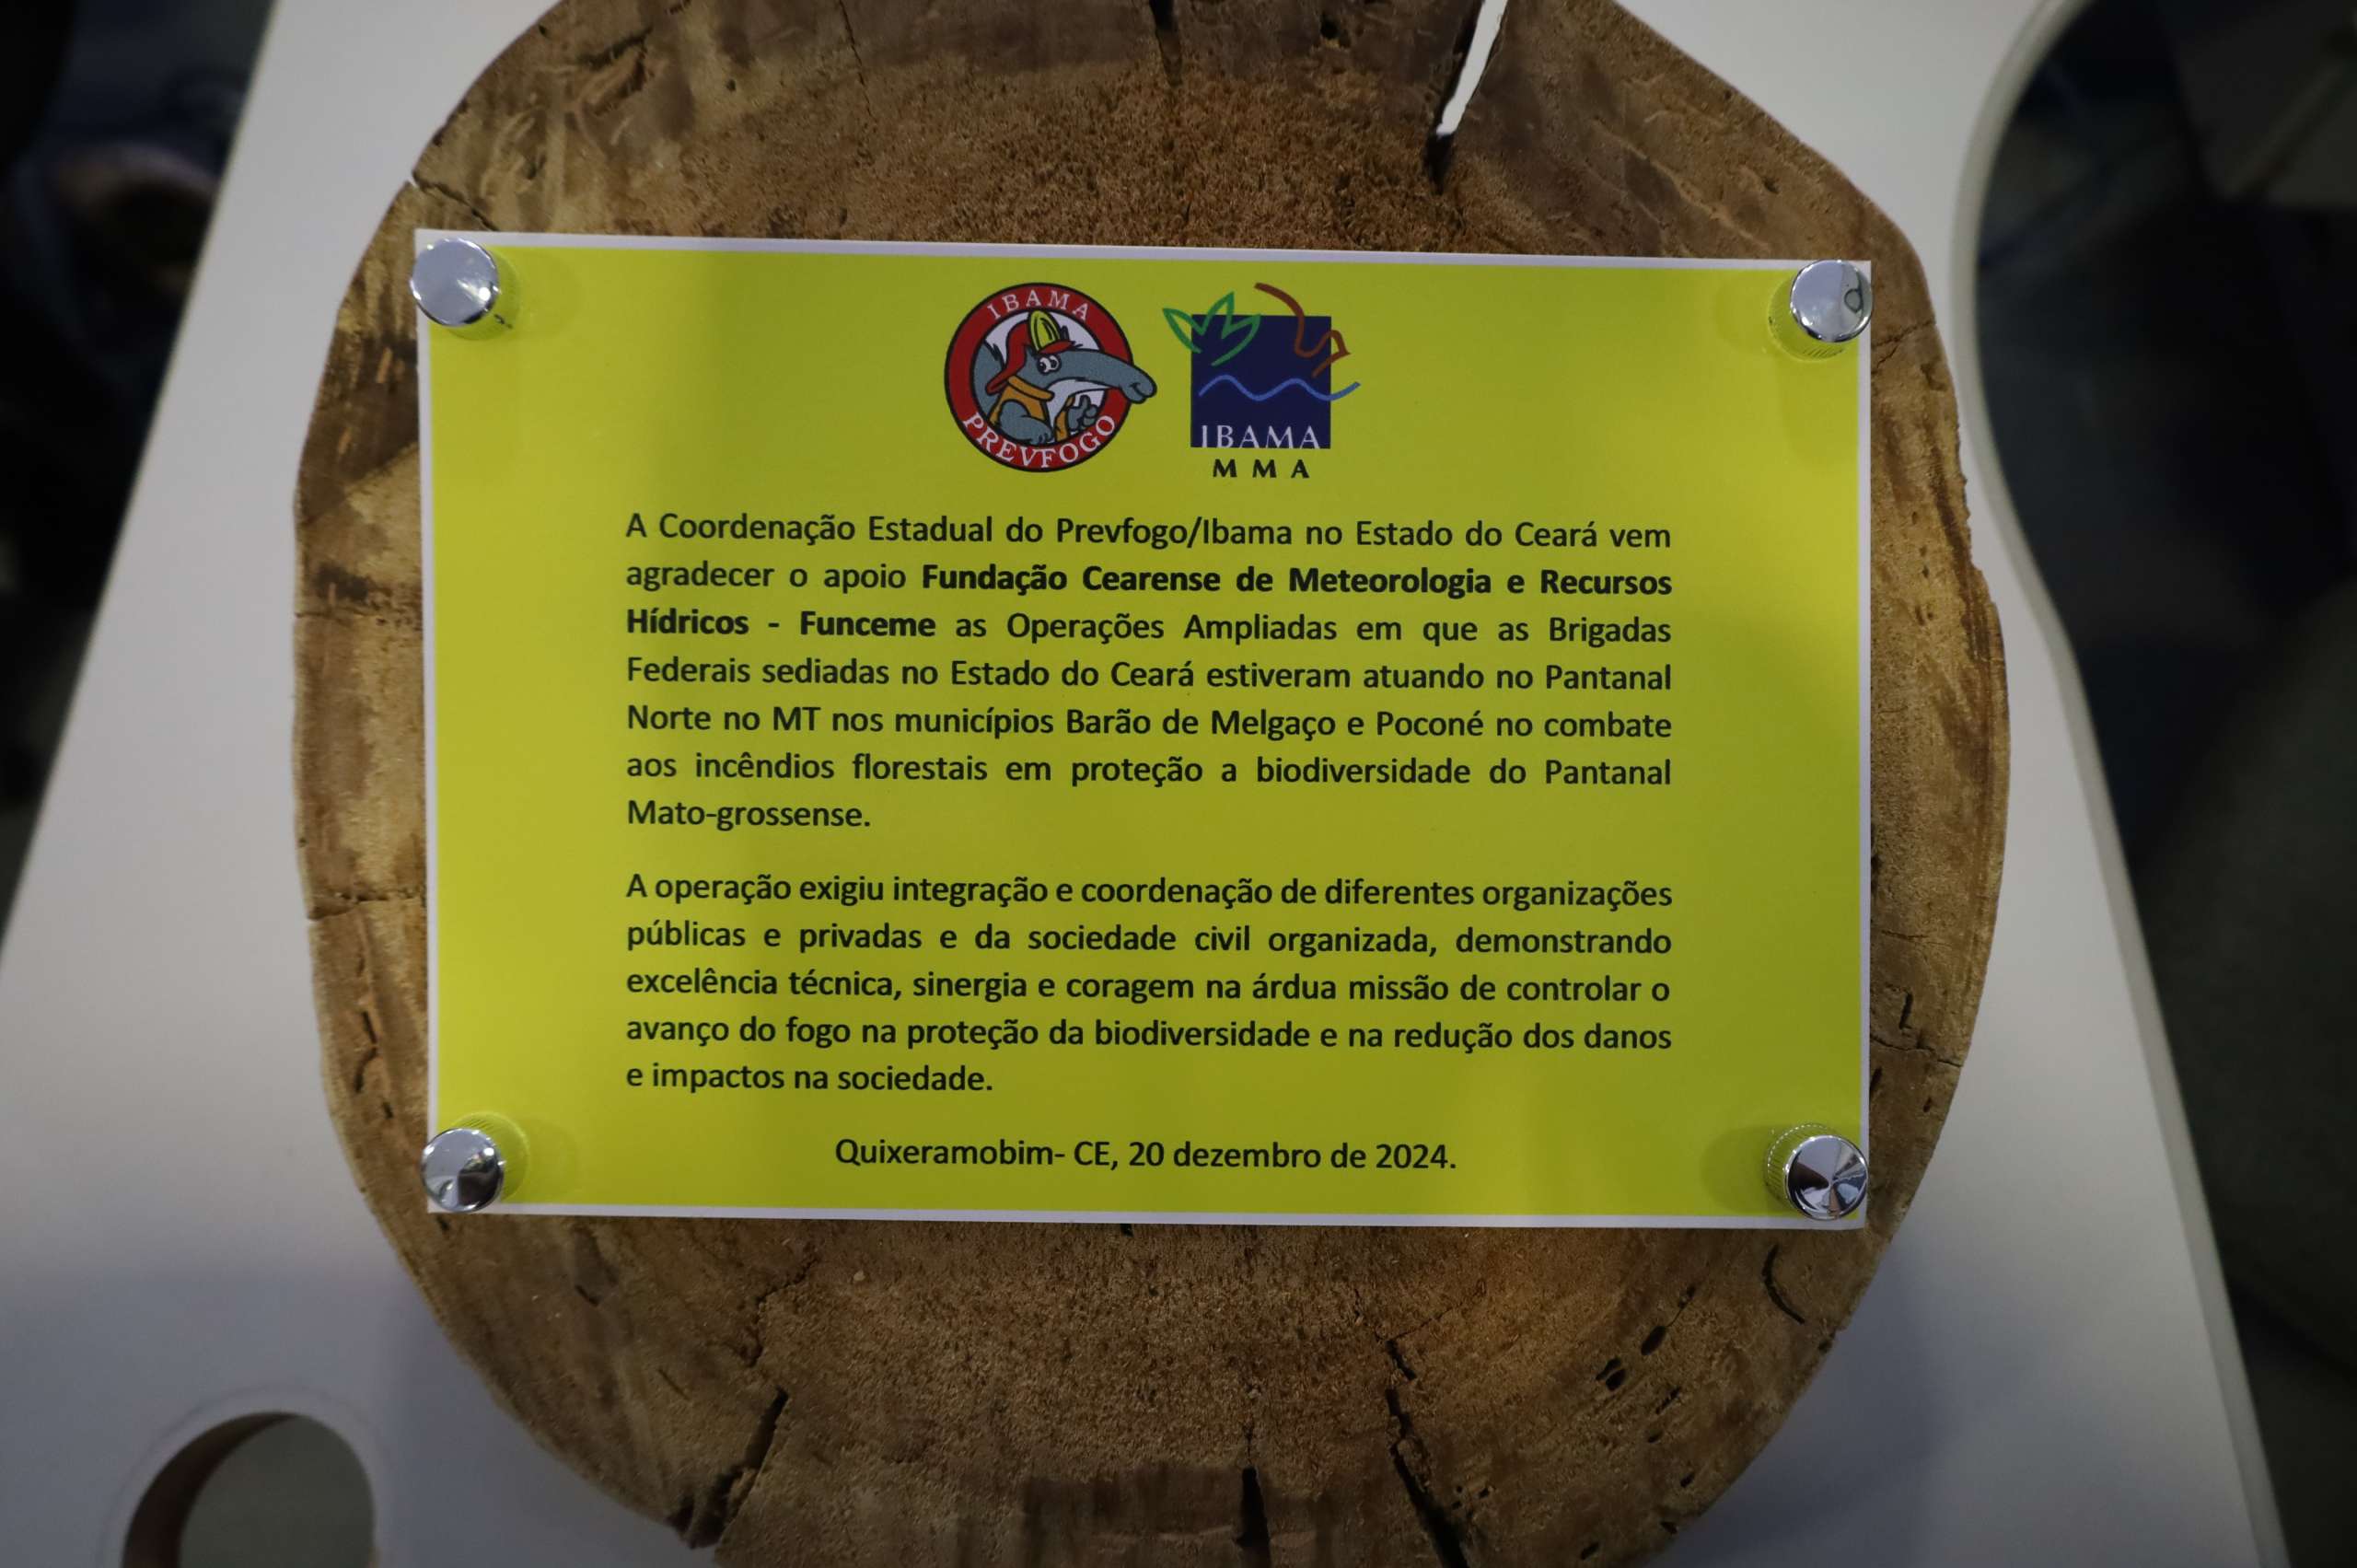 IBAMA
PREVFOGO
IBAMA
MMA
A Coordenação Estadual do Prevfogo/Ibama no Estado do Ceará vem
agradecer o apoio Fundação Cearense de Meteorologia e Recursos
Hídricos - Funceme as Operações Ampliadas em que as Brigadas
Federais sediadas no Estado do Ceará estiveram atuando no Pantanal
Norte no MT nos municípios Barão de Melgaço e Poconé no combate
aos incêndios florestais em proteção a biodiversidade do Pantanal
Mato-grossense.
A operação exigiu integração e coordenação de diferentes organizações
públicas e privadas e da sociedade civil organizada, demonstrando
excelência técnica, sinergia e coragem na árdua missão de controlar o
avanço do fogo na proteção da biodiversidade e na redução dos danos
e impactos na sociedade.
Quixeramobim- CE, 20 dezembro de 2024.